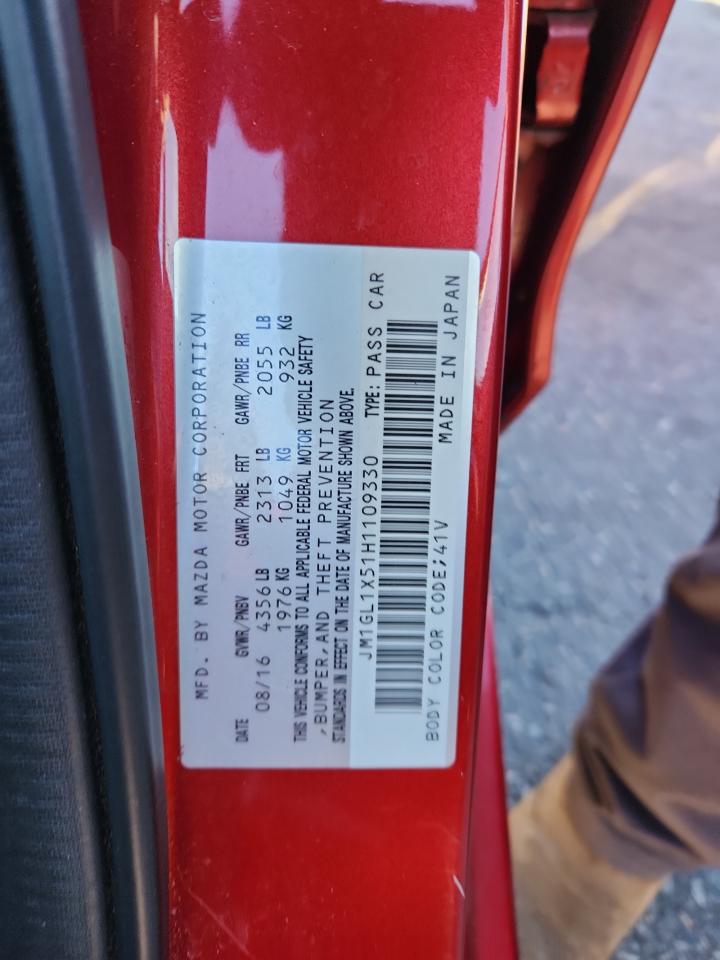 MFD. BY MAZDA MOTOR CORPORATION
DATE GVWR/PNBV GAWR/PNBE FRT GAWR/PNBE RR
08/16 4356 LB 2313 LB 2055 LB
1976 KG 1049 KG 932 KG
THIS VEHICLE CONFORMS TO ALL APPLICABLE FEDERAL MOTOR VEHICLE SAFETY
,BUMPER,AND THEFT PREVENTION
STANDARDS IN EFFECT ON THE DATE OF MANUFACTURE SHOWN ABOVE.
JM1GL1X51H1109330 TYPE: PASS CAR
BODY COLOR CODE;41V MADE IN JAPAN